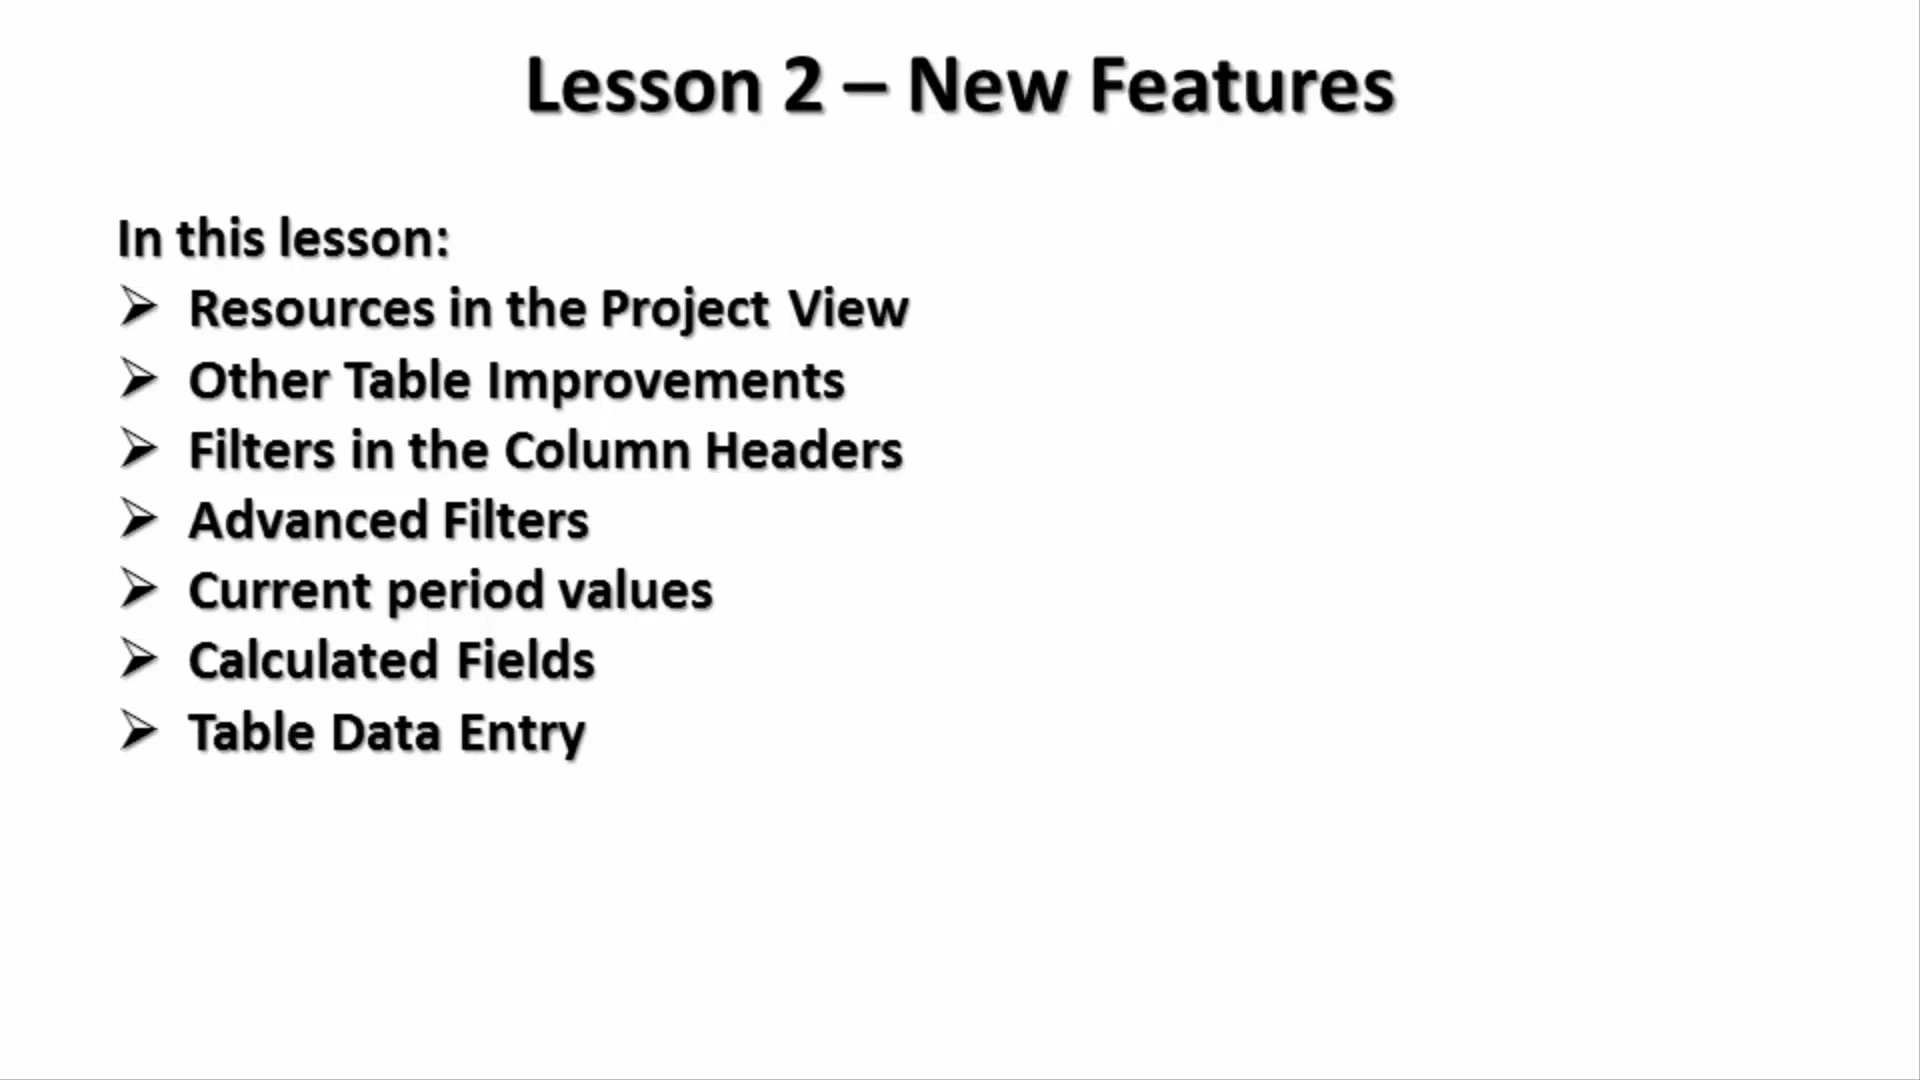 Lesson 2 – New Features
In this lesson:
➢ Resources in the Project View
➢ Other Table Improvements
➢ Filters in the Column Headers
➢ Advanced Filters
➢ Current period values
➢ Calculated Fields
➢ Table Data Entry